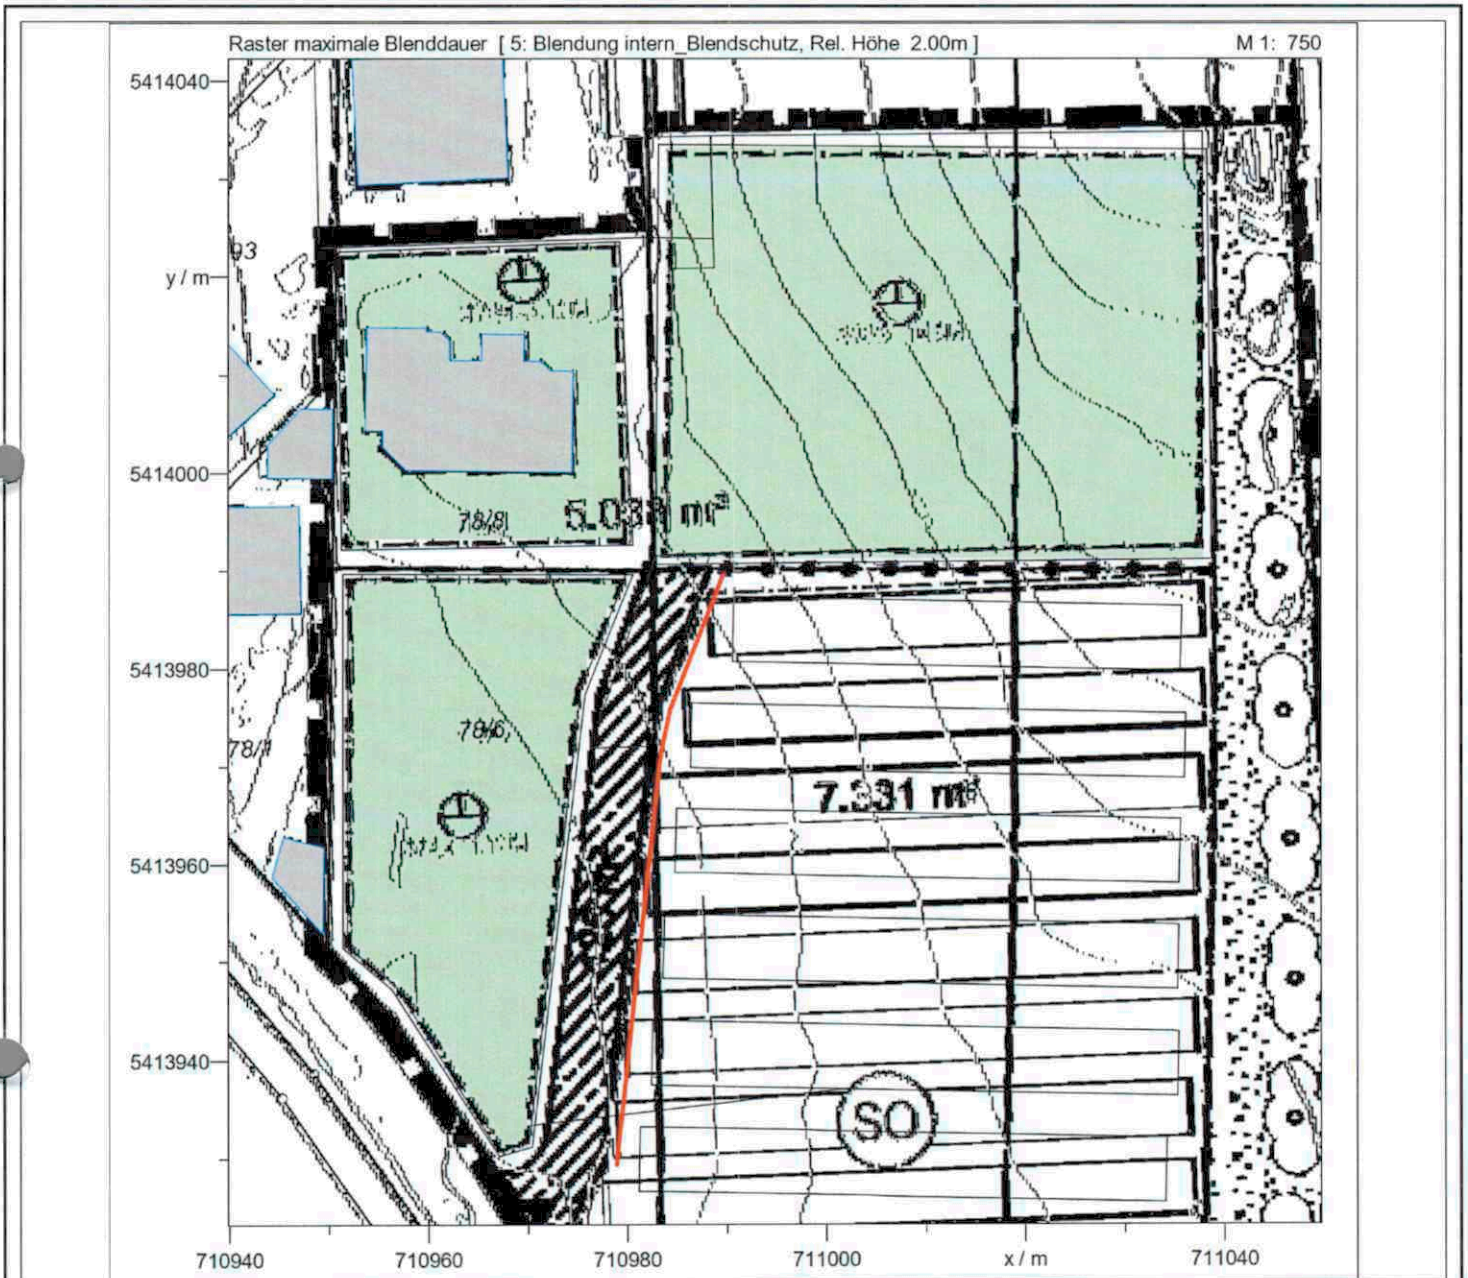 Raster maximale Blenddauer [ 5: Blendung intern_Blendschutz, Rel. Höhe 2.00m ] M 1: 750
5414040
93
y / m
5414000
78/8
5413980
78/6
78/1
7.331 m²
5413960
5413940
SO
710940 710960 710980 711000 x / m 711040